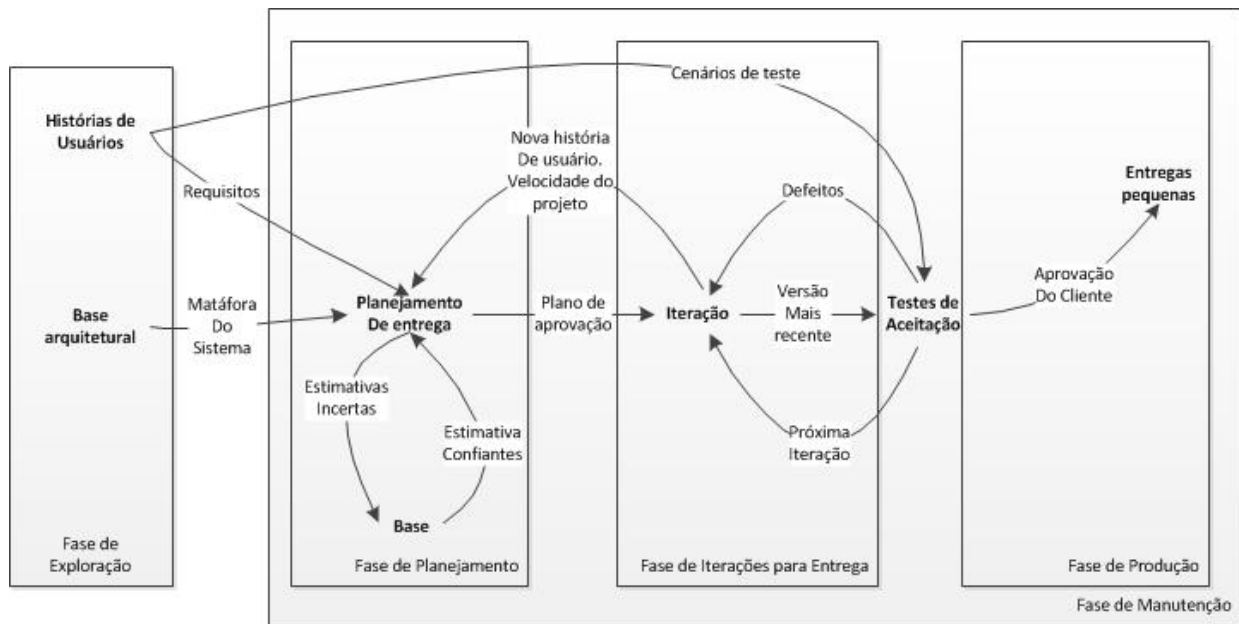 Histórias de
Usuários
Requisitos
Base
arquitetural
Matáfora
Do
Sistema
Fase de
Exploração
Cenários de teste
Nova história
De usuário.
Velocidade do
projeto
Planejamento
De entrega
Estimativas
Incertas
Estimativa
Confiantes
Base
Fase de Planejamento
Plano de
aprovação
Iteração
Defeitos
Versão
Mais
recente
Próxima
Iteração
Fase de Iterações para Entrega
Testes de
Aceitação
Aprovação
Do Cliente
Entregas
pequenas
Fase de Produção
Fase de Manutenção